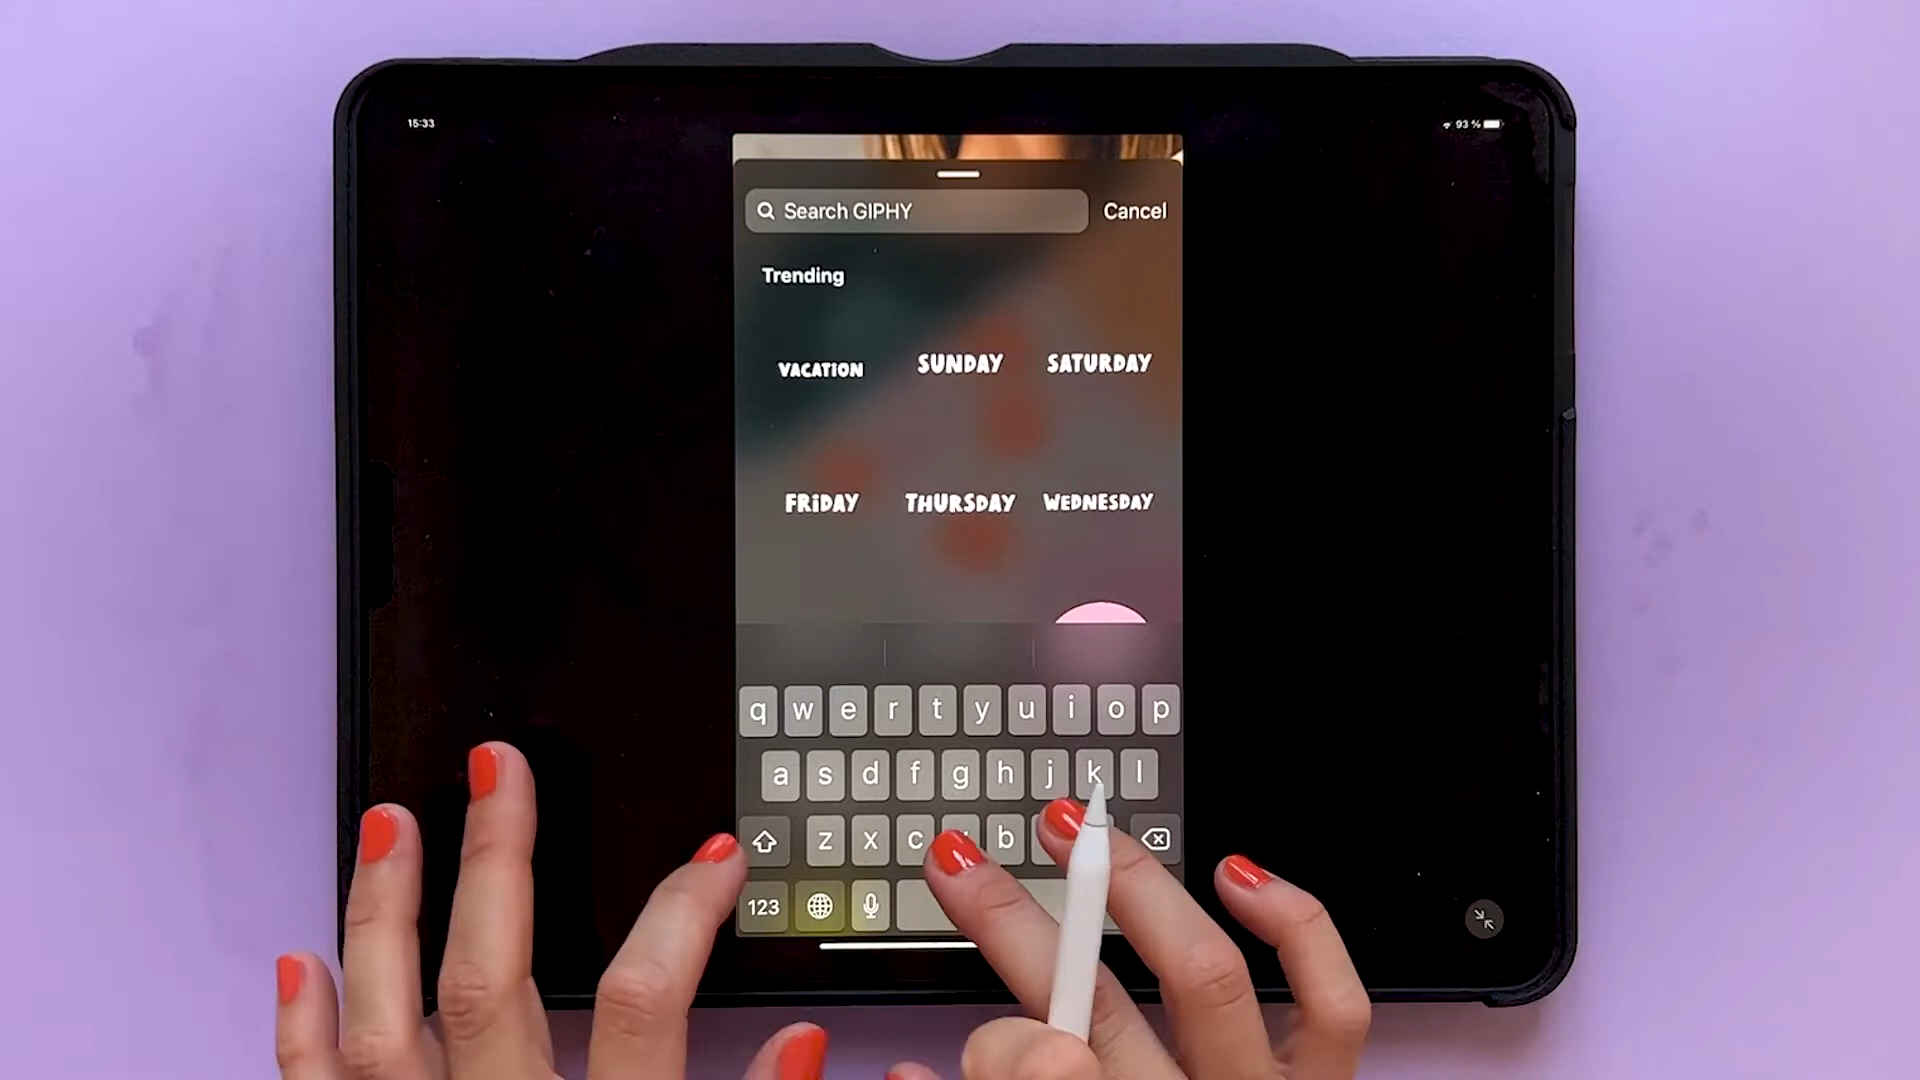 15:33
93 %
Search GIPHY
Cancel
Trending
VACATION
SUNDAY
SATURDAY
FRIDAY
THURSDAY
WEDNESDAY
q w e r t y u i o p
a s d f g h j k l
z x c b
123